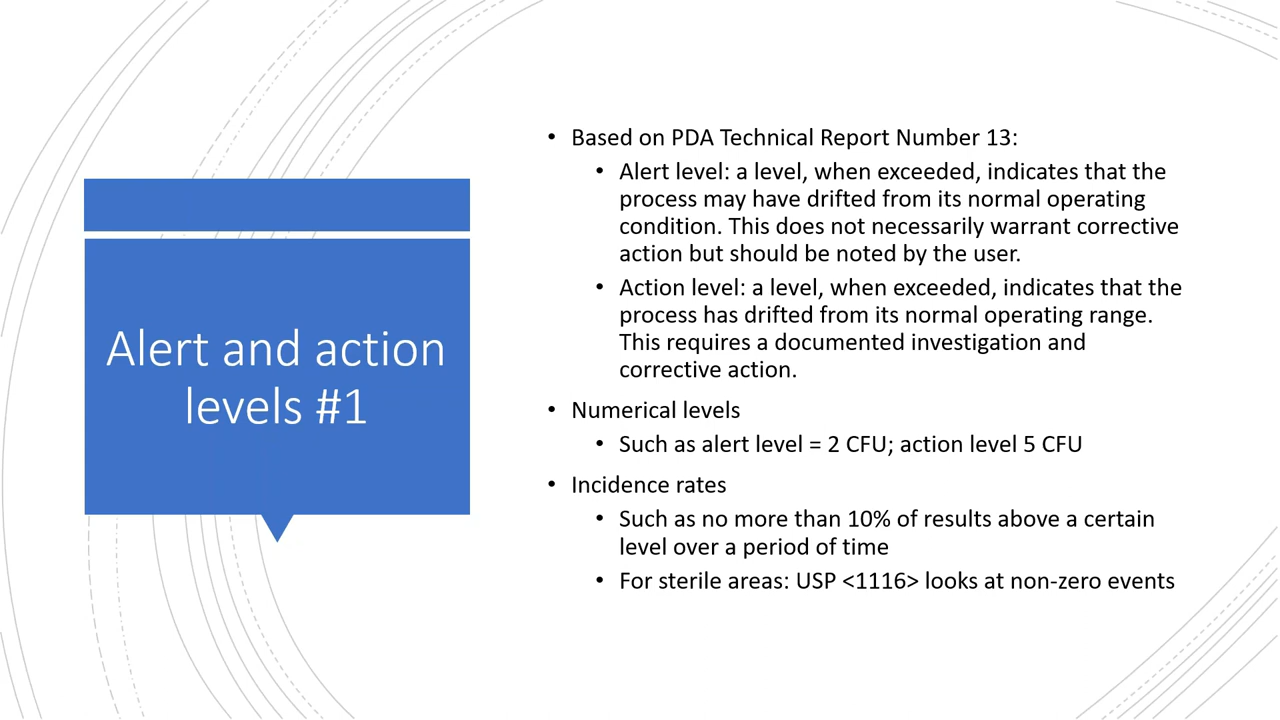 Alert and action
levels #1
• Based on PDA Technical Report Number 13:
• Alert level: a level, when exceeded, indicates that the
process may have drifted from its normal operating
condition. This does not necessarily warrant corrective
action but should be noted by the user.
• Action level: a level, when exceeded, indicates that the
process has drifted from its normal operating range.
This requires a documented investigation and
corrective action.
• Numerical levels
• Such as alert level = 2 CFU; action level 5 CFU
• Incidence rates
• Such as no more than 10% of results above a certain
level over a period of time
• For sterile areas: USP <1116> looks at non-zero events